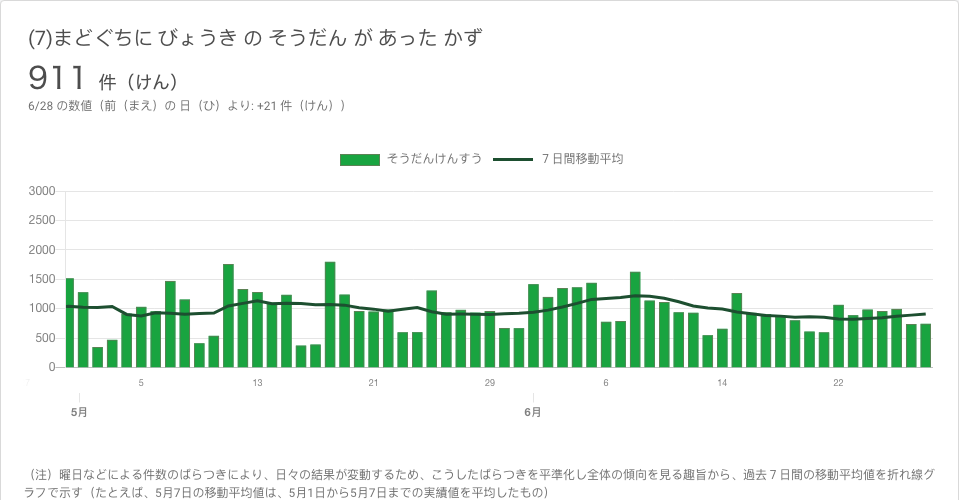 (7)まどぐちに びょうき の そうだん が あった かず
911 件（けん）
6/28 の数値（前（まえ）の 日（ひ）より: +21 件（けん））
そうだんけんすう 7 日間移動平均
3000
2500
2000
1500
1000
500
0
5 13 21 29 6 14 22
5月 6月
（注）曜日などによる件数のばらつきにより、日々の結果が変動するため、こうしたばらつきを平準化し全体の傾向を見る趣旨から、過去 7 日間の移動平均値を折れ線グ
ラフで示す（たとえば、5月7日の移動平均値は、5月1日から5月7日までの実績値を平均したもの）